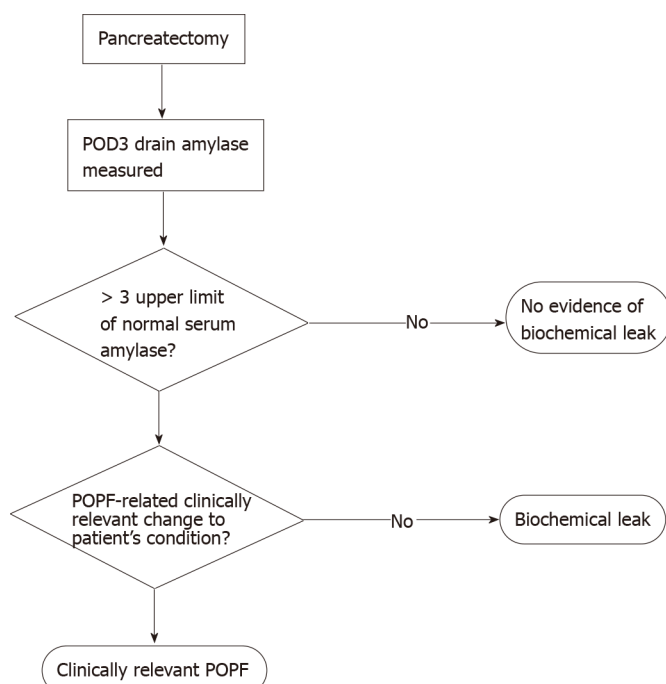 Pancreatectomy
POD3 drain amylase
measured
> 3 upper limit
of normal serum
amylase?
No
No evidence of
biochemical leak
POPF-related clinically
relevant change to
patient's condition?
No
Biochemical leak
Clinically relevant POPF